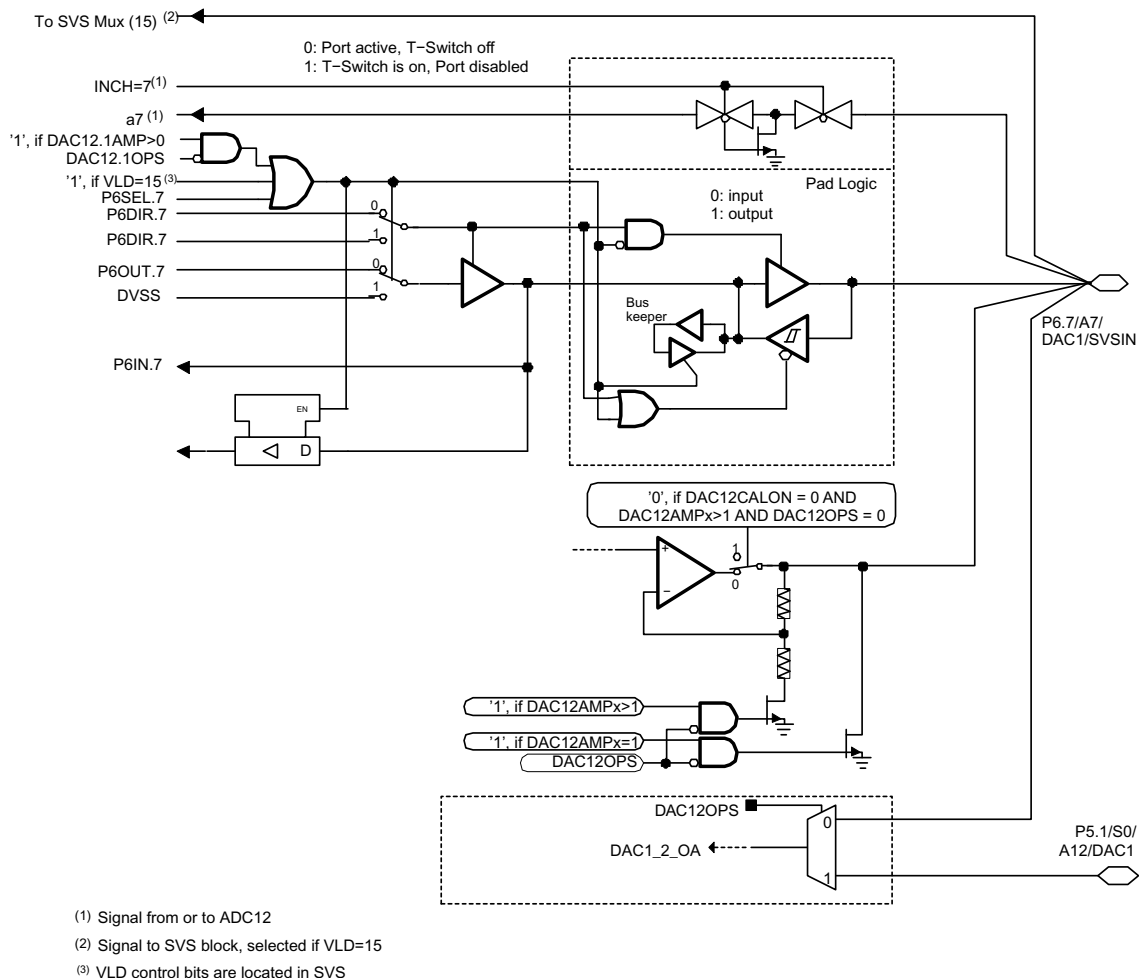 To SVS Mux (15) (2)
0: Port active, T−Switch off
1: T−Switch is on, Port disabled
INCH=7(1)
a7 (1)
'1', if DAC12.1AMP>0
DAC12.1OPS
'1', if VLD=15 (3)
P6SEL.7
P6DIR.7
0
P6DIR.7
1
P6OUT.7
0
DVSS
1
Pad Logic
0: input
1: output
Bus
keeper
P6.7/A7/
DAC1/SVSIN
P6IN.7
EN
D
'0', if DAC12CALON = 0 AND
DAC12AMPx>1 AND DAC12OPS = 0
+
−
1
0
'1', if DAC12AMPx>1
'1', if DAC12AMPx=1
DAC12OPS
DAC12OPS
0
DAC1_2_OA
1
P5.1/S0/
A12/DAC1
(1) Signal from or to ADC12
(2) Signal to SVS block, selected if VLD=15
(3) VLD control bits are located in SVS